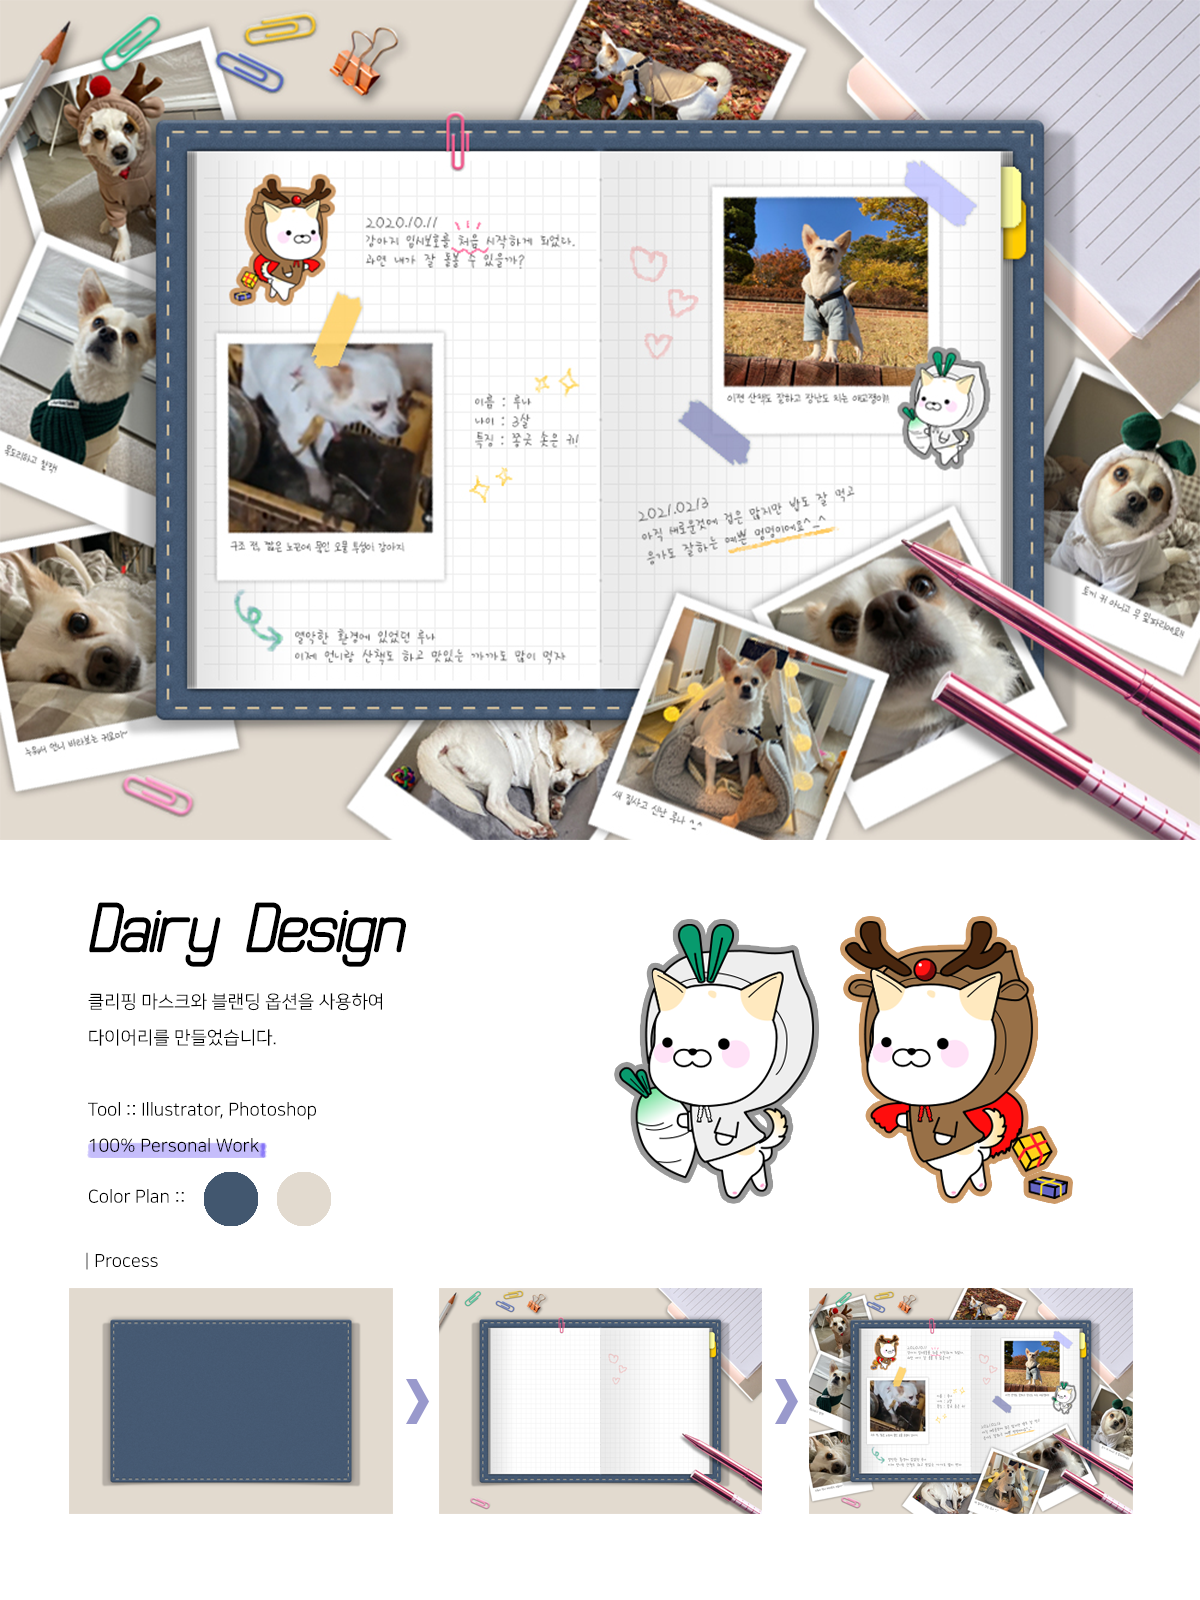 2020.10.11
강아지 임시보호를 처음 시작하게 되었다.
과연 내가 잘 돌볼 수 있을까?
이름 : 루나
나이 : 3살
특징 : 쫑긋 솟은 귀!
구조 전, 짧은 노끈에 묶인 오물 투성이 강아지
열악한 환경에 있었던 루나
이제 언니랑 산책도 하고 맛있는 까까도 많이 먹자
이젠 산책도 잘하고 장난도 치는 애교쟁이!!
2021.02.13
아직 새로운것에 겁은 많지만 밥도 잘 먹고
응가도 잘하는 예쁜 멍멍이에요^_^
목도리하고 찰칵!
누워서 언니 바라보는 귀요미~
새 집사고 신난 루나 ^^
토끼 귀 아니고 무 잎파리에요!!
Dairy Design
클리핑 마스크와 블랜딩 옵션을 사용하여
다이어리를 만들었습니다.
Tool :: Illustrator, Photoshop
100% Personal Work
Color Plan ::
| Process